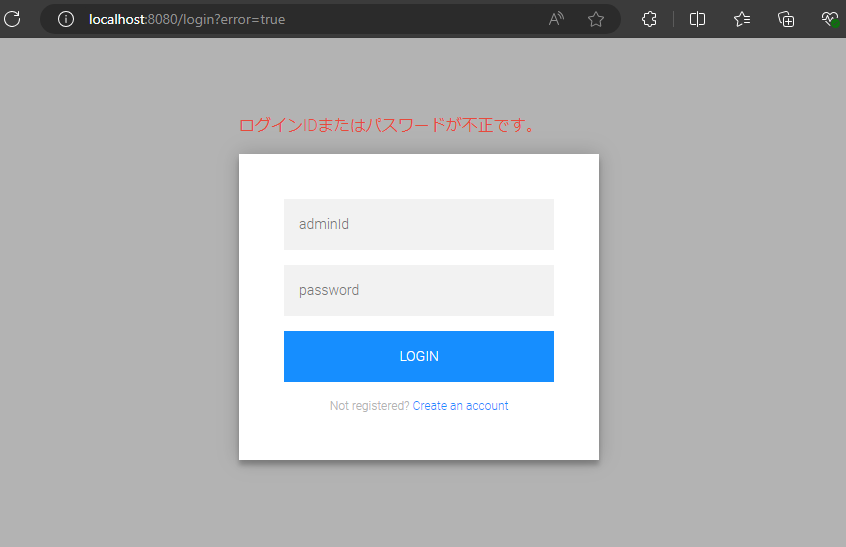 localhost:8080/login?error=true
ログインIDまたはパスワードが不正です。
adminId
password
LOGIN
Not registered? Create an account